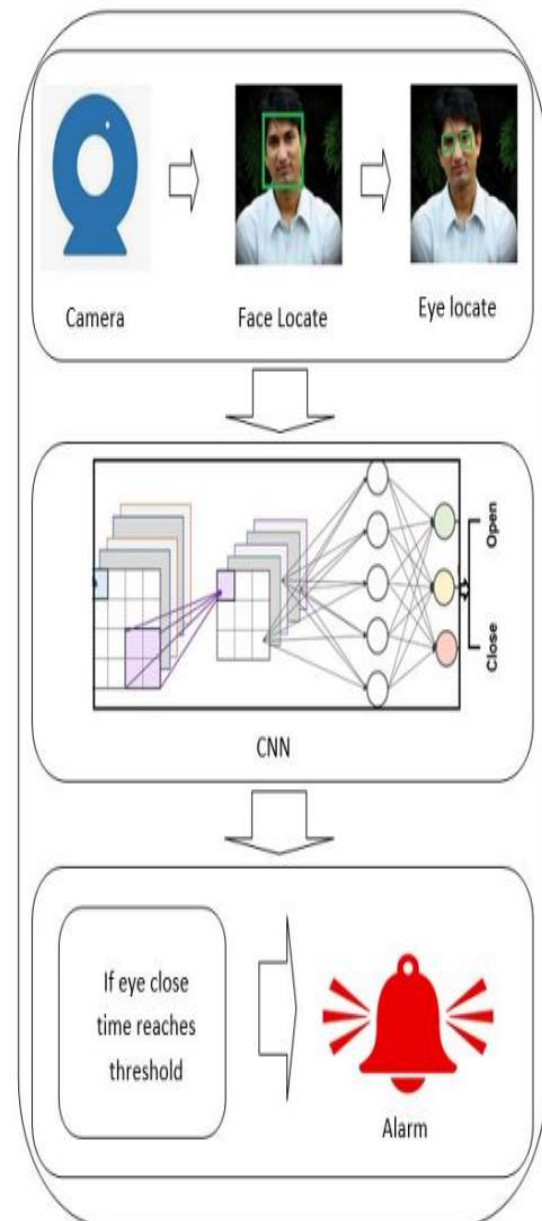 Camera
Face Locate
Eye locate
Open
Close
CNN
If eye close
time reaches
threshold
Alarm